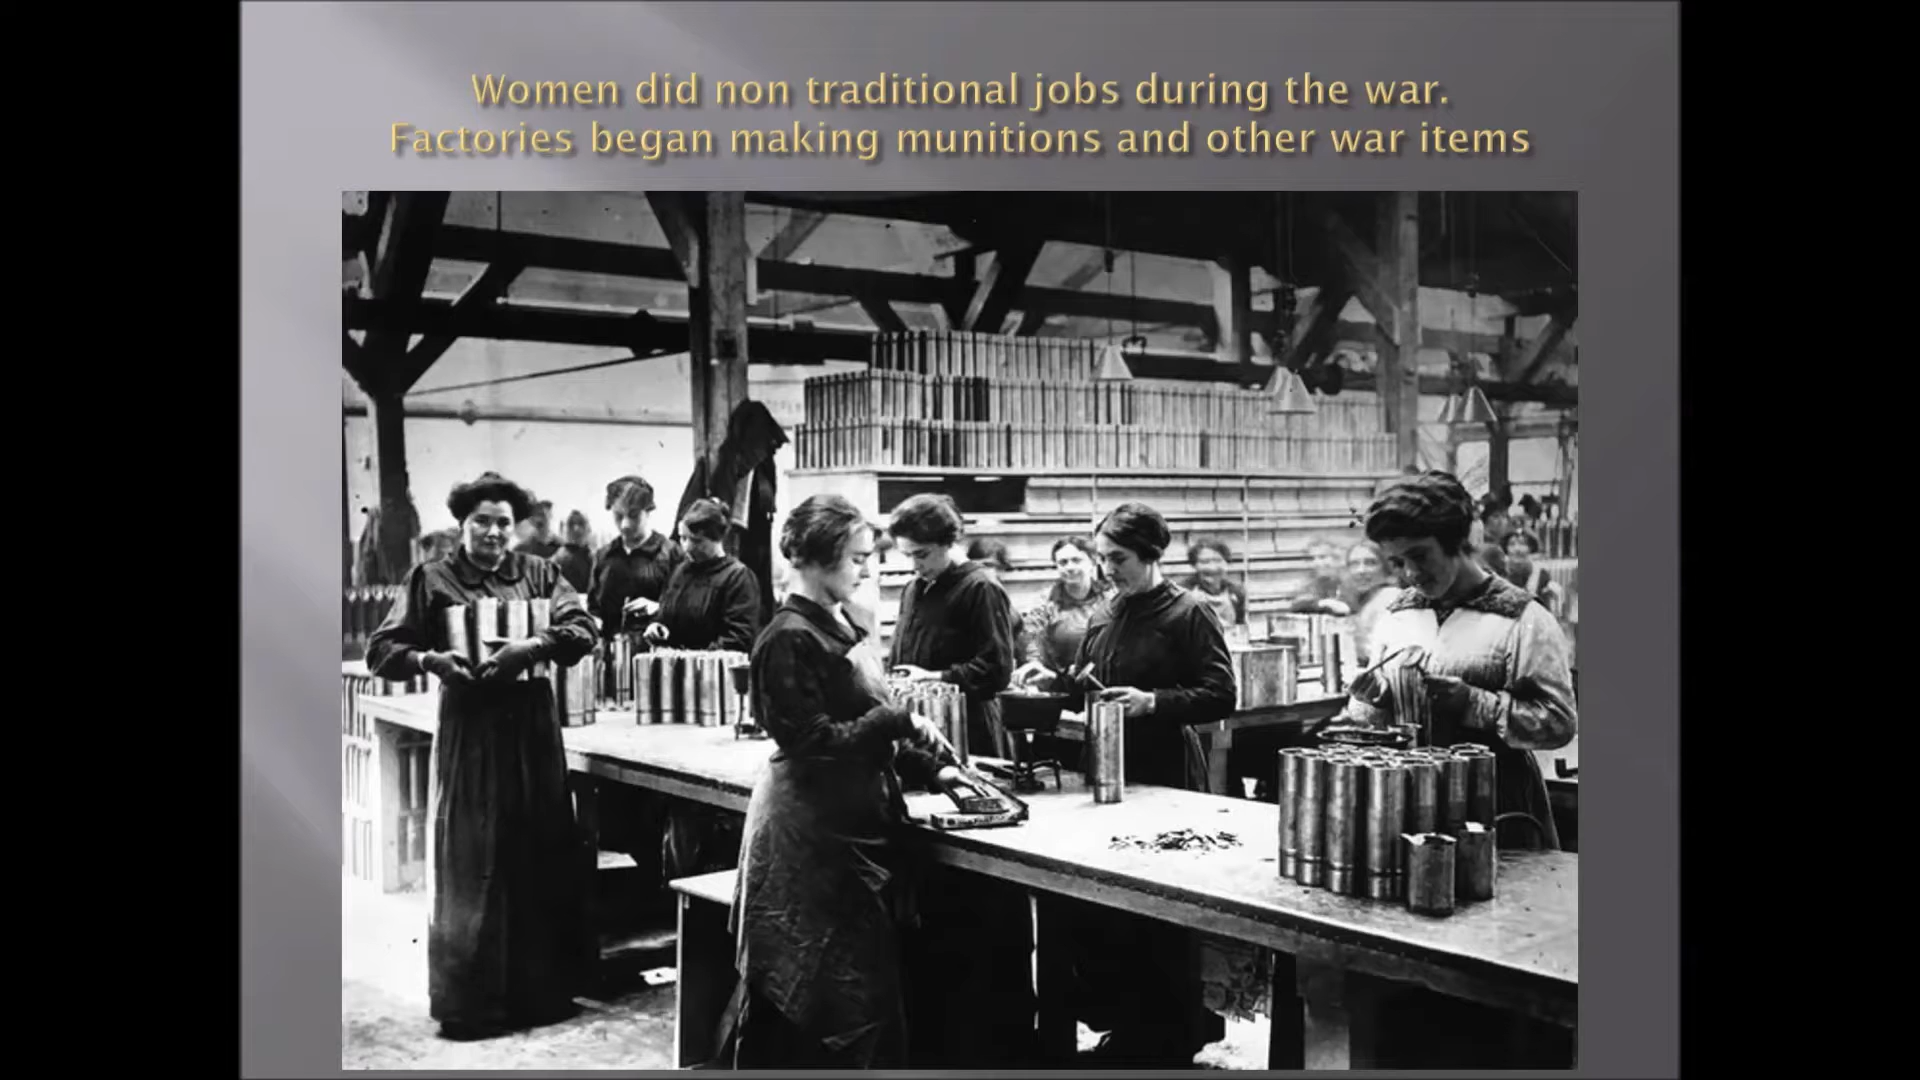 Women did non traditional jobs during the war.
Factories began making munitions and other war items